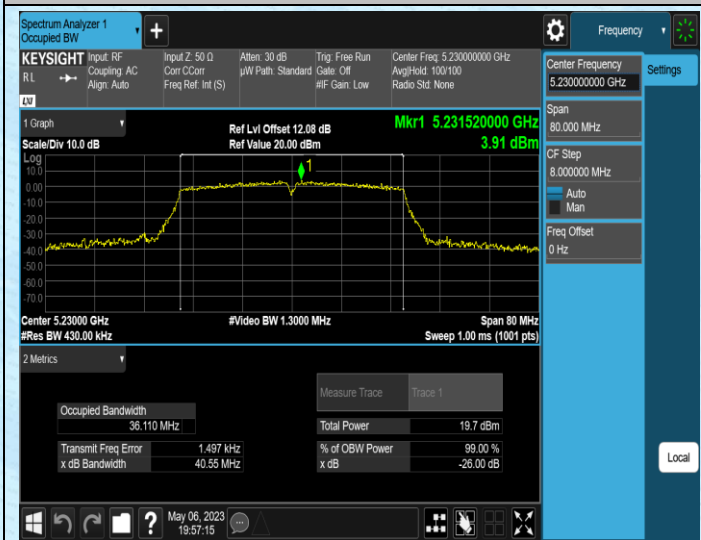 Spectrum Analyzer 1
Occupied BW
+
Frequency
KEYSIGHT
R L
LXI
Input: RF
Coupling: AC
Align: Auto
Input Z: 50 Ω
Corr CCorr
Freq Ref: Int (S)
Atten: 30 dB
µW Path: Standard
Trig: Free Run
Gate: Off
#IF Gain: Low
Center Freq: 5.230000000 GHz
Avg|Hold: 100/100
Radio Std: None
Center Frequency
5.230000000 GHz
Settings
Span
80.000 MHz
CF Step
8.000000 MHz
Auto
Man
Freq Offset
0 Hz
Local
1 Graph
Scale/Div 10.0 dB
Ref Lvl Offset 12.08 dB
Ref Value 20.00 dBm
Mkr1 5.231520000 GHz
3.91 dBm
Log
10.0
0.00
-10.0
-20.0
-30.0
-40.0
-50.0
-60.0
-70.0
1
Center 5.23000 GHz
#Res BW 430.00 kHz
#Video BW 1.3000 MHz
Span 80 MHz
Sweep 1.00 ms (1001 pts)
2 Metrics
Measure Trace Trace 1
Occupied Bandwidth
36.110 MHz
Total Power 19.7 dBm
Transmit Freq Error 1.497 kHz
% of OBW Power 99.00 %
x dB Bandwidth 40.55 MHz
x dB -26.00 dB
?
May 06, 2023
19:57:15